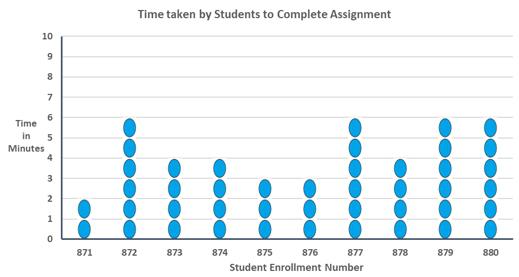 Time taken by Students to Complete Assignment
10
9
8
7
6
5
4
3
2
1
0
Time
in
Minutes
871 872 873 874 875 876 877 878 879 880
Student Enrollment Number